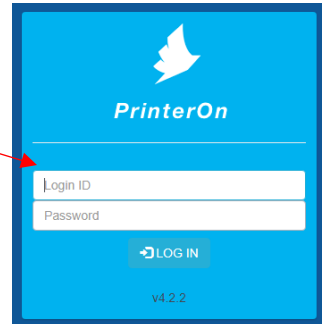 PrinterOn
Login ID
Password
LOG IN
v4.2.2